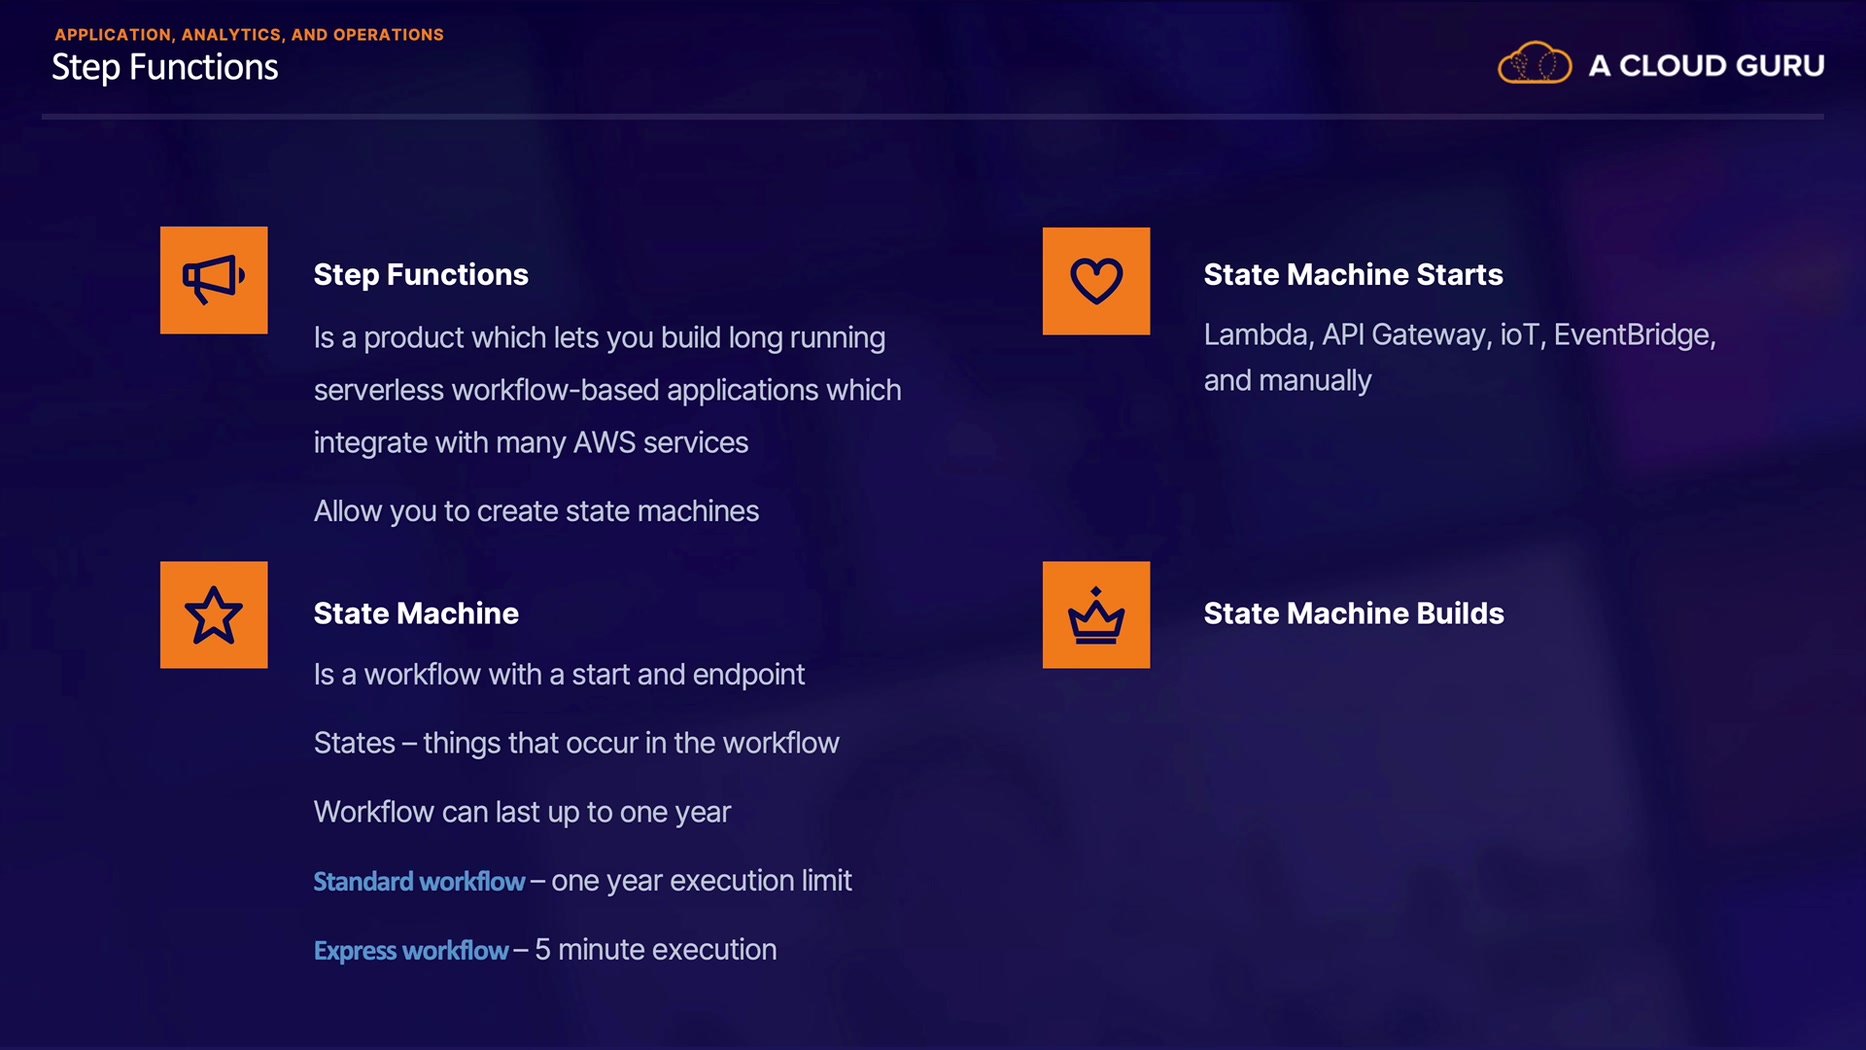 APPLICATION, ANALYTICS, AND OPERATIONS
Step Functions
A CLOUD GURU
Step Functions
Is a product which lets you build long running
serverless workflow-based applications which
integrate with many AWS services
Allow you to create state machines
State Machine
Is a workflow with a start and endpoint
States – things that occur in the workflow
Workflow can last up to one year
Standard workflow – one year execution limit
Express workflow – 5 minute execution
State Machine Starts
Lambda, API Gateway, ioT, EventBridge,
and manually
State Machine Builds